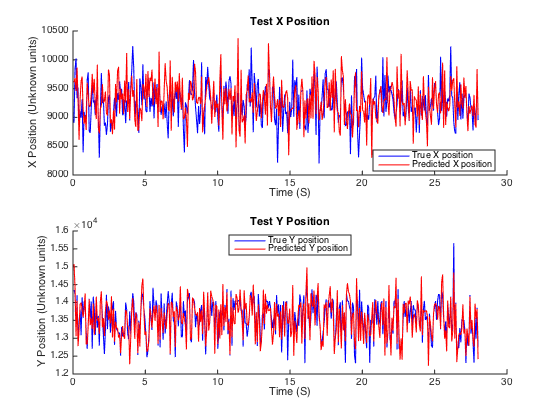 Test X Position
10500
10000
9500
9000
8500
8000
X Position (Unknown units)
True X position
Predicted X position
0 5 10 15 20 25 30
Time (S)
Test Y Position
×10^4
1.6
1.55
1.5
1.45
1.4
1.35
1.3
1.25
1.2
Y Position (Unknown units)
True Y position
Predicted Y position
0 5 10 15 20 25 30
Time (S)